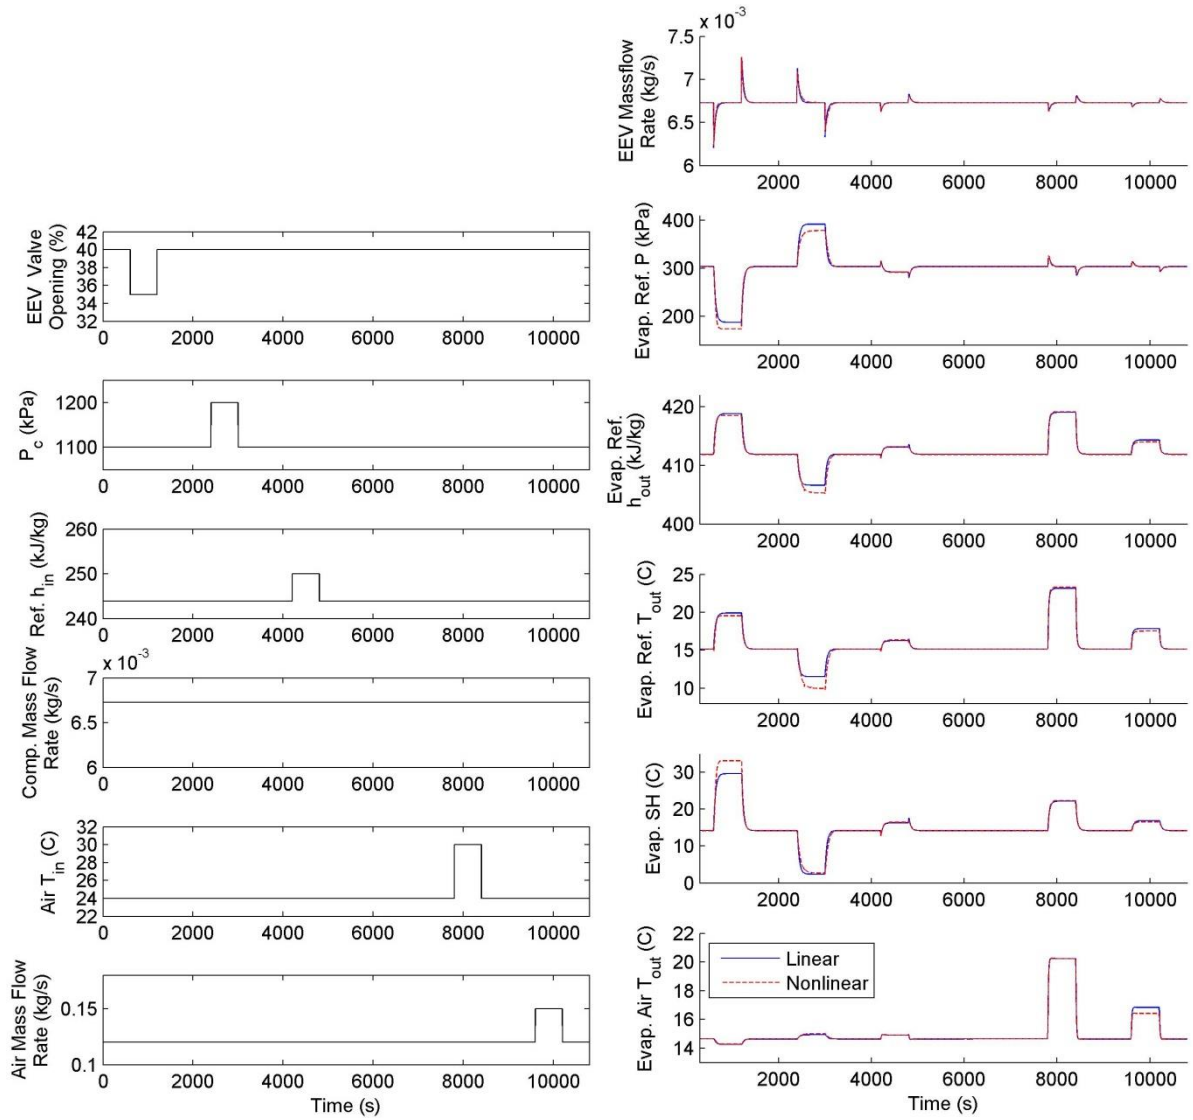 42
40
38
36
34
32
EEV Valve
Opening (%)
2000 4000 6000 8000 10000
1200
1100
P_c (kPa)
2000 4000 6000 8000 10000
260
250
240
Ref. h_in (kJ/kg)
0 2000 4000 6000 8000 10000
x 10^-3
7
6.5
6
Comp. Mass Flow
Rate (kg/s)
0 2000 4000 6000 8000 10000
32
30
28
26
24
22
Air T_in (C)
0 2000 4000 6000 8000 10000
0.15
0.1
Air Mass Flow
Rate (kg/s)
0 2000 4000 6000 8000 10000
Time (s)
x 10^-3
7.5
7
6.5
6
EEV Massflow
Rate (kg/s)
2000 4000 6000 8000 10000
400
300
200
Evap. Ref. P (kPa)
2000 4000 6000 8000 10000
420
410
400
Evap. Ref.
h_out (kJ/kg)
2000 4000 6000 8000 10000
25
20
15
10
Evap. Ref. T_out (C)
2000 4000 6000 8000 10000
30
20
10
0
Evap. SH (C)
2000 4000 6000 8000 10000
22
20
18
16
14
Evap. Air T_out (C)
Linear
Nonlinear
2000 4000 6000 8000 10000
Time (s)